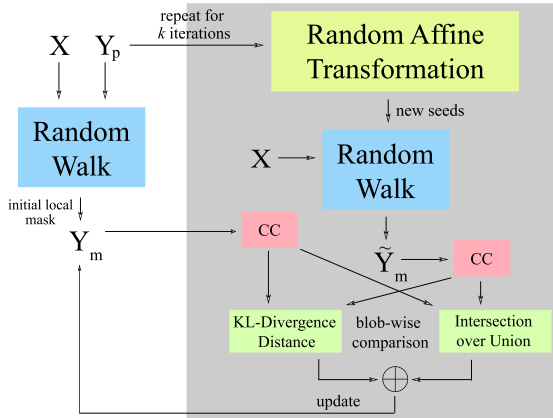 repeat for
k iterations
X Yp
Random Affine
Transformation
new seeds
Random
Walk
X
Random
Walk
initial local
mask
Ym
CC
Ỹm
CC
KL-Divergence
Distance
blob-wise
comparison
Intersection
over Union
update